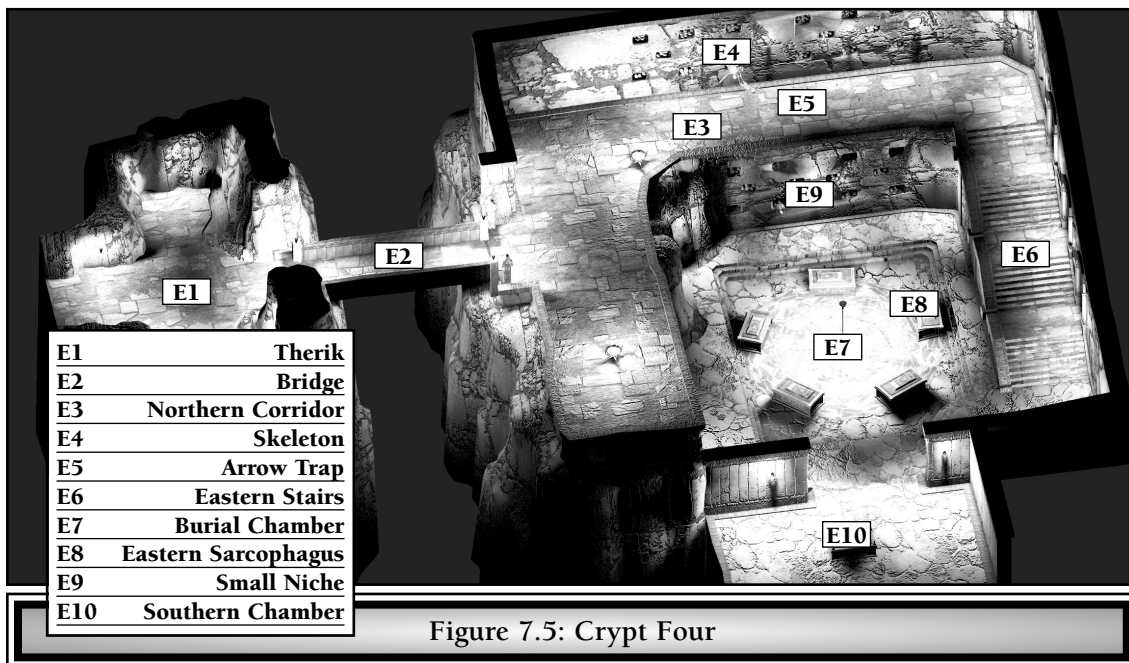 E4
E5
E3
E9
E2
E6
E1
E8
E7
E1 Therik
E2 Bridge
E3 Northern Corridor
E4 Skeleton
E5 Arrow Trap
E6 Eastern Stairs
E7 Burial Chamber
E8 Eastern Sarcophagus
E9 Small Niche
E10 Southern Chamber
E10
Figure 7.5: Crypt Four